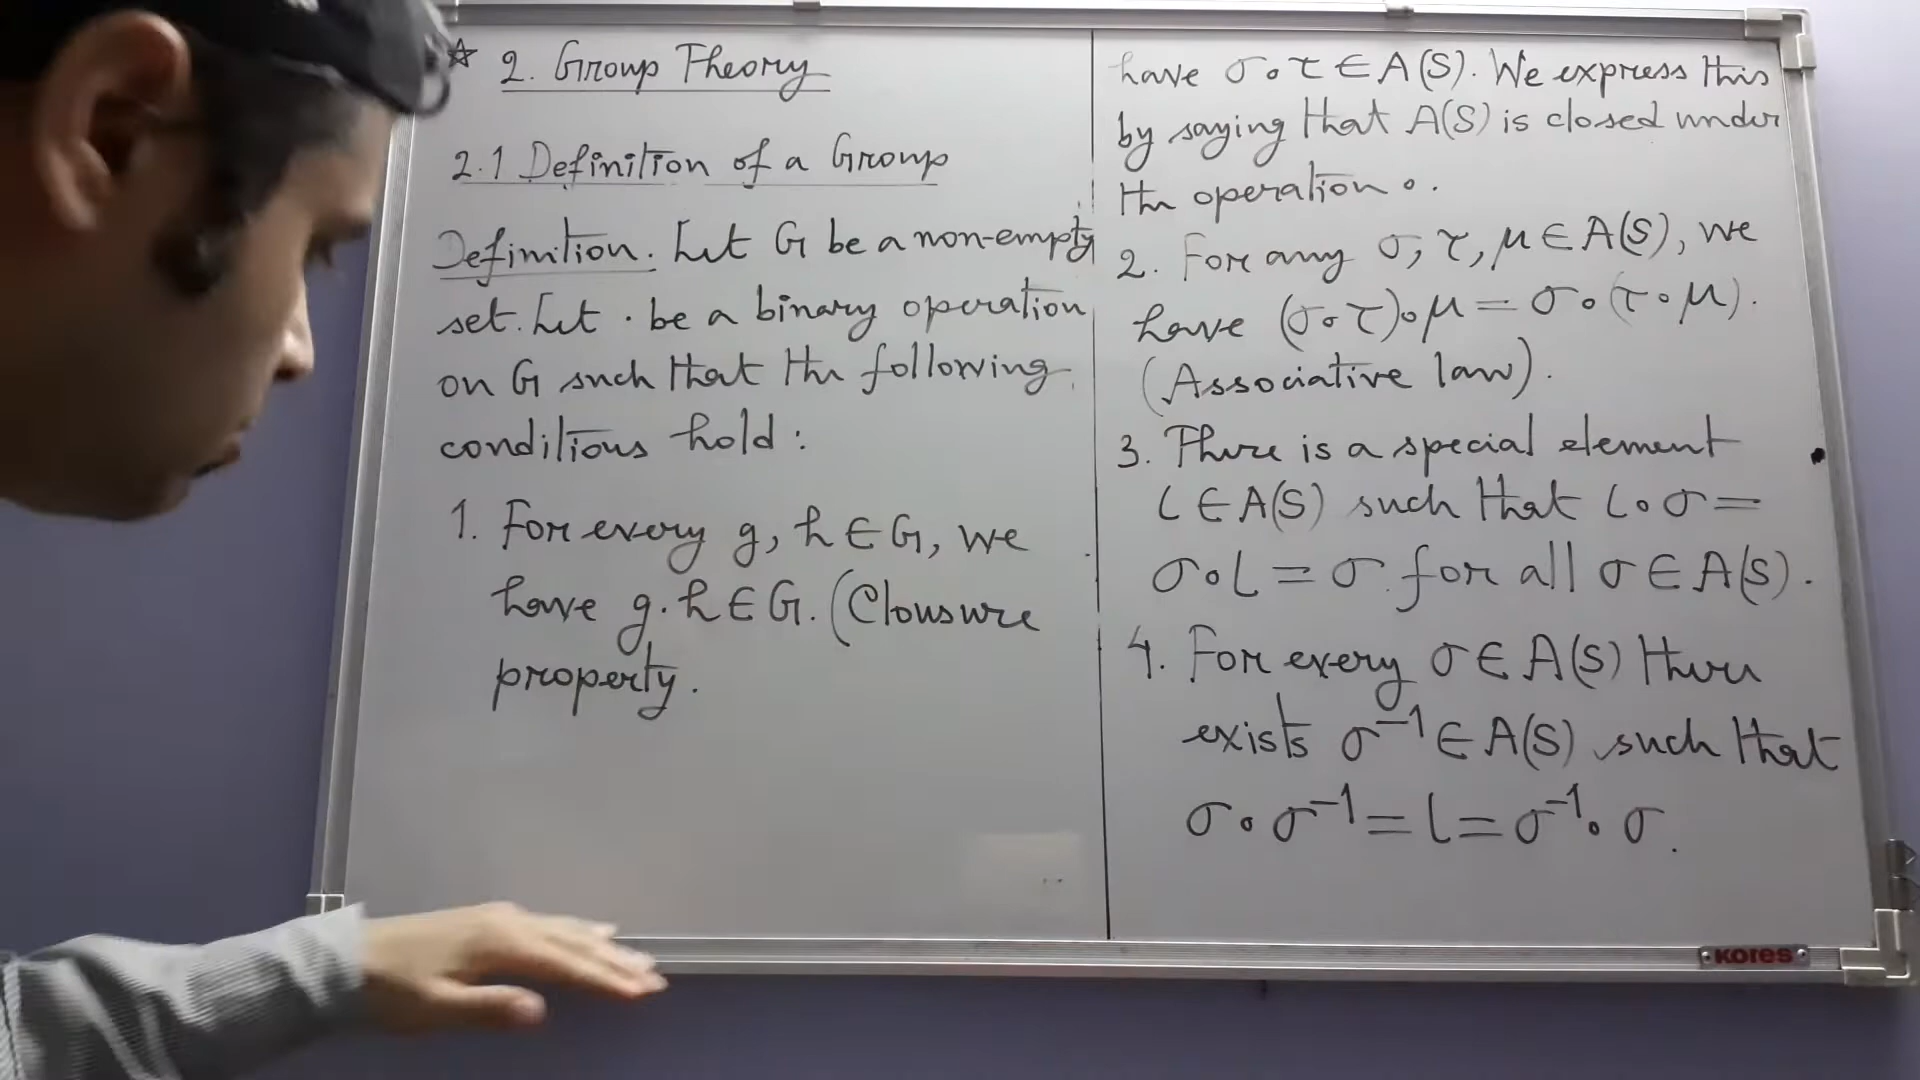 ☆ 2. Group Theory
2.1 Definition of a Group
Definition. Let G be a non-empty
set. Let · be a binary operation
on G such that the following
conditions hold:
1. For every g, h ∈ G, we
have g.h ∈ G. (Clousure
property.
have σ∘τ ∈ A(S). We express this
by saying that A(S) is closed under
the operation ∘.
2. For any σ, τ, μ ∈ A(S), we
have (σ∘τ)∘μ = σ∘(τ∘μ).
(Associative law).
3. There is a special element
ι ∈ A(S) such that ι∘σ =
σ∘ι = σ for all σ ∈ A(S).
4. For every σ ∈ A(S) there
exists σ⁻¹ ∈ A(S) such that
σ∘σ⁻¹ = ι = σ⁻¹∘σ.
KORES